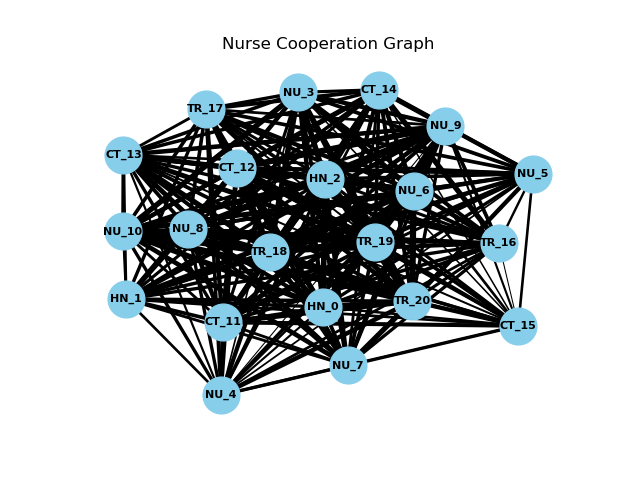 Nurse Cooperation Graph
NU_3
CT_14
TR_17
NU_9
CT_13
CT_12
HN_2
NU_6
NU_5
NU_10
NU_8
TR_18
TR_19
TR_16
HN_1
CT_11
HN_0
TR_20
CT_15
NU_7
NU_4